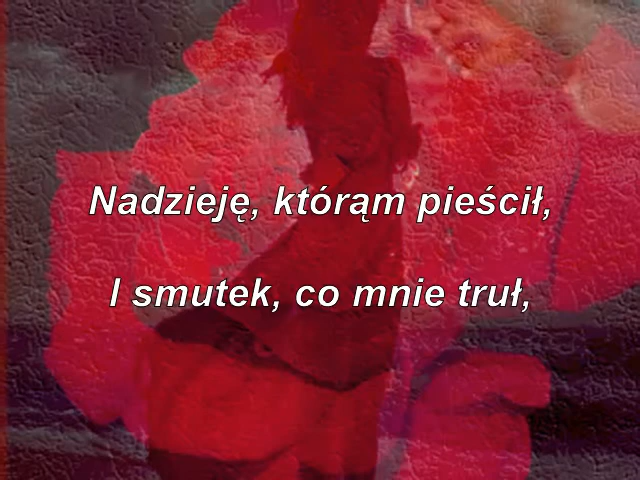 Nadzieję, którąm pieścił,
I smutek, co mnie truł,